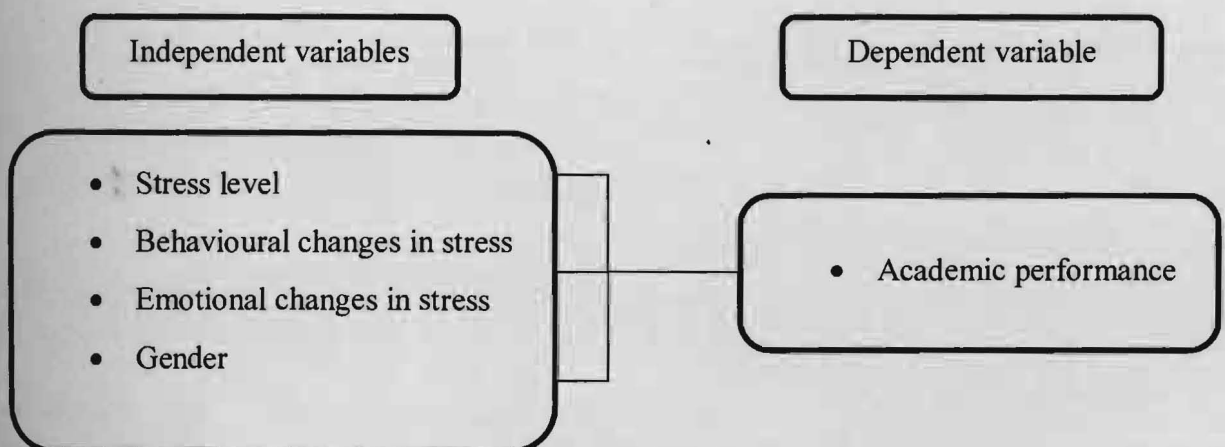 Independent variables
Dependent variable
• Stress level
• Behavioural changes in stress
• Emotional changes in stress
• Gender
• Academic performance